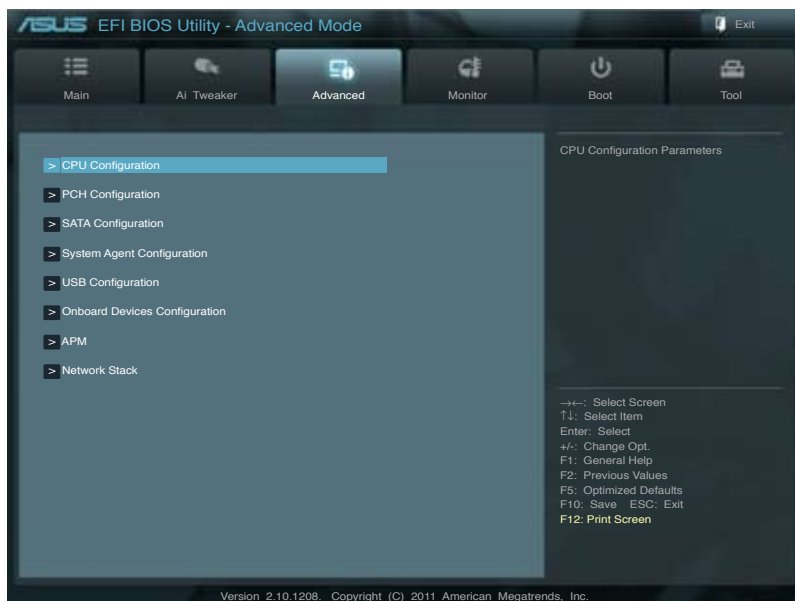 ASUS EFI BIOS Utility - Advanced Mode
Exit
Main
Ai Tweaker
Advanced
Monitor
Boot
Tool
> CPU Configuration
> PCH Configuration
> SATA Configuration
> System Agent Configuration
> USB Configuration
> Onboard Devices Configuration
> APM
> Network Stack
CPU Configuration Parameters
→←: Select Screen
↑↓: Select Item
Enter: Select
+/-: Change Opt.
F1: General Help
F2: Previous Values
F5: Optimized Defaults
F10: Save ESC: Exit
F12: Print Screen
Version 2.10.1208. Copyright (C) 2011 American Megatrends, Inc.